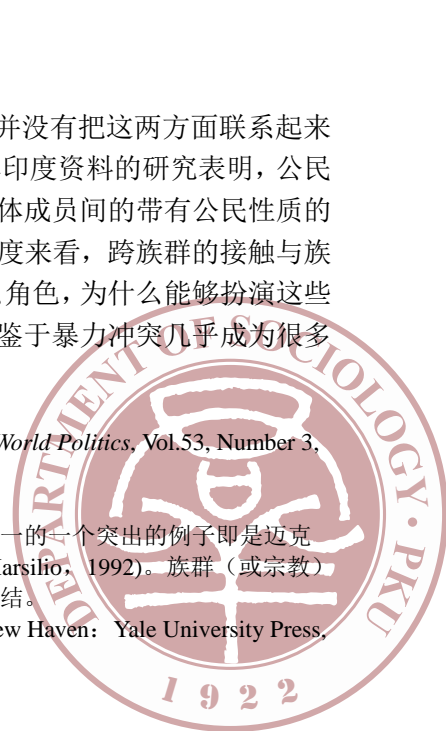 并没有把这两方面联系起来
印度资料的研究表明，公民
体成员间的带有公民性质的
度来看，跨族群的接触与族
角色，为什么能够扮演这些
鉴于暴力冲突几乎成为很多
World Politics, Vol.53, Number 3,
一的一个突出的例子即是迈克
Marsilio，1992)。族群（或宗教）
结。
ew Haven：Yale University Press,
DEPARTMENT OF SOCIOLOGY · PKU
1922